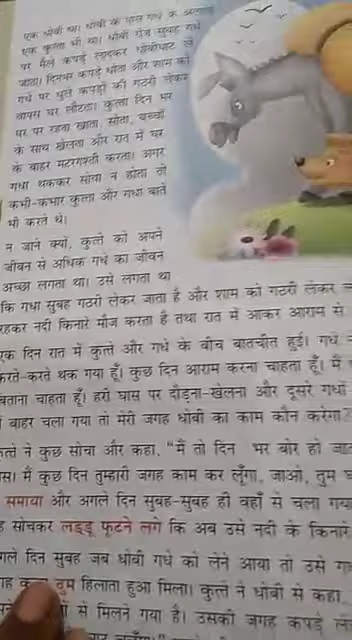 एक धोबी था। धोबी के पास गधे के अलावा
एक कुत्ता भी था। धोबी रोज सुबह गधे
पर मैले कपड़े लादकर धोबीघाट ले
जाता। दिनभर कपड़े धोता और शाम को
गधे पर धुले कपड़ों की गठरी लेकर
वापस घर लौटता। कुत्ता दिन भर
घर पर रहता खाता, सोता, बच्चों
के साथ खेलता और रात में घर
के बाहर मटरगश्ती करता। अगर
गधा थककर सोया न होता तो
कभी-कभार कुत्ता और गधा बातें
भी करते थे।
न जाने क्यों, कुत्ते को अपने
जीवन से अधिक गधे का जीवन
अच्छा लगता था। उसे लगता था
कि गधा सुबह गठरी लेकर जाता है और शाम को गठरी लेकर
रहकर नदी किनारे मौज करता है तथा रात में आकर आराम से
एक दिन रात में कुत्ते और गधे के बीच बातचीत हुई। गधे
करते-करते थक गया हूँ। कुछ दिन आराम करना चाहता हूँ। मैं
बिताना चाहता हूँ। हरी घास पर दौड़ना-खेलना और दूसरे गधों
बाहर चला गया तो मेरी जगह धोबी का काम कौन करेगा?
ने कुछ सोचा और कहा, "मैं तो दिन भर बोर हो
मैं कुछ दिन तुम्हारी जगह काम कर लूँगा, जाओ, तुम
समाया और अगले दिन सुबह-सुबह ही वहाँ से चला गया
सोचकर लड्डू फूटने लगे कि अब उसे नदी के किनारे
दिन सुबह जब धोबी गधे को लेने आया तो उसे
दुम हिलाता हुआ मिला। कुत्ते ने धोबी से कहा
से मिलने गया है। उसकी जगह कपड़े